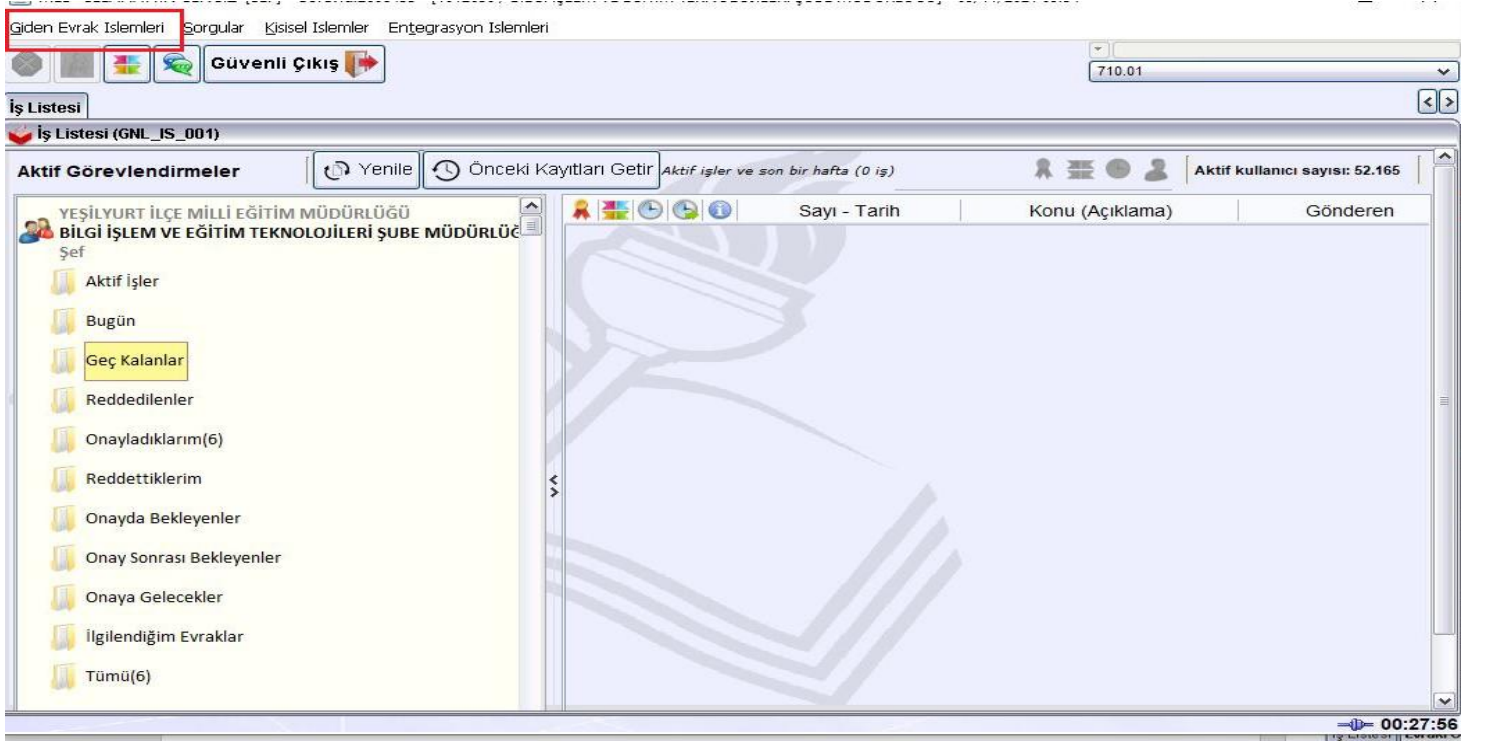 Giden Evrak Islemleri Sorgular Kisisel Islemler Entegrasyon Islemleri
Güvenli Çıkış
710.01
İş Listesi
İş Listesi (GNL_IS_001)
Aktif Görevlendirmeler Yenile Önceki Kayıtları Getir Aktif işler ve son bir hafta (0 iş) Aktif kullanıcı sayısı: 52.165
YEŞİLYURT İLÇE MİLLİ EĞİTİM MÜDÜRLÜĞÜ
BİLGİ İŞLEM VE EĞİTİM TEKNOLOJİLERİ ŞUBE MÜDÜRLÜĞ
Şef
Sayı - Tarih Konu (Açıklama) Gönderen
Aktif İşler
Bugün
Geç Kalanlar
Reddedilenler
Onayladıklarım(6)
Reddettiklerim
Onayda Bekleyenler
Onay Sonrası Bekleyenler
Onaya Gelecekler
İlgilendiğim Evraklar
Tümü(6)
00:27:56